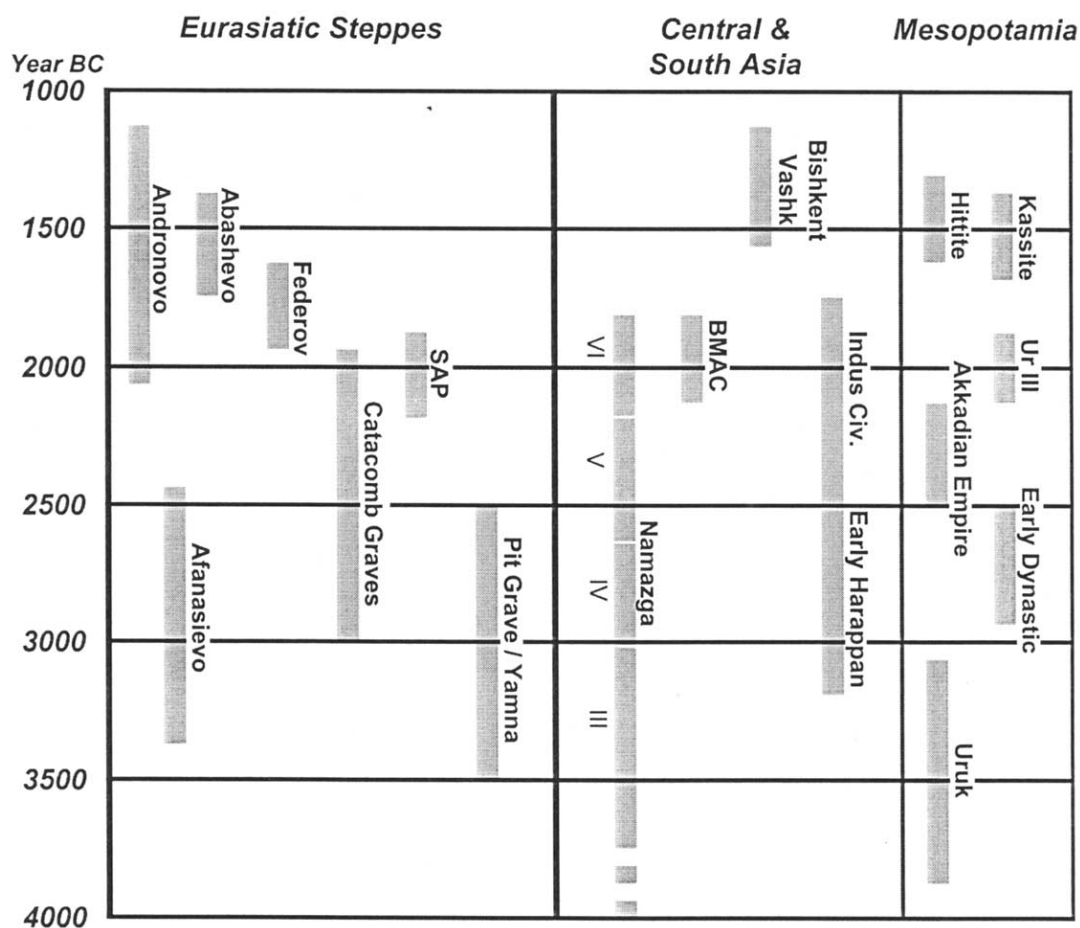 Eurasiatic Steppes
Central &
South Asia
Mesopotamia
Year BC
1000
1500
2000
2500
3000
3500
4000
Andronovo
Afanasievo
Abashevo
Federov
Catacomb Graves
SAP
Pit Grave / Yamna
VI
V
IV
III
Namazga
BMAC
Bishkent
Vashk
Indus Civ.
Early Harappan
Hittite
Akkadian Empire
Uruk
Kassite
Ur III
Early Dynastic